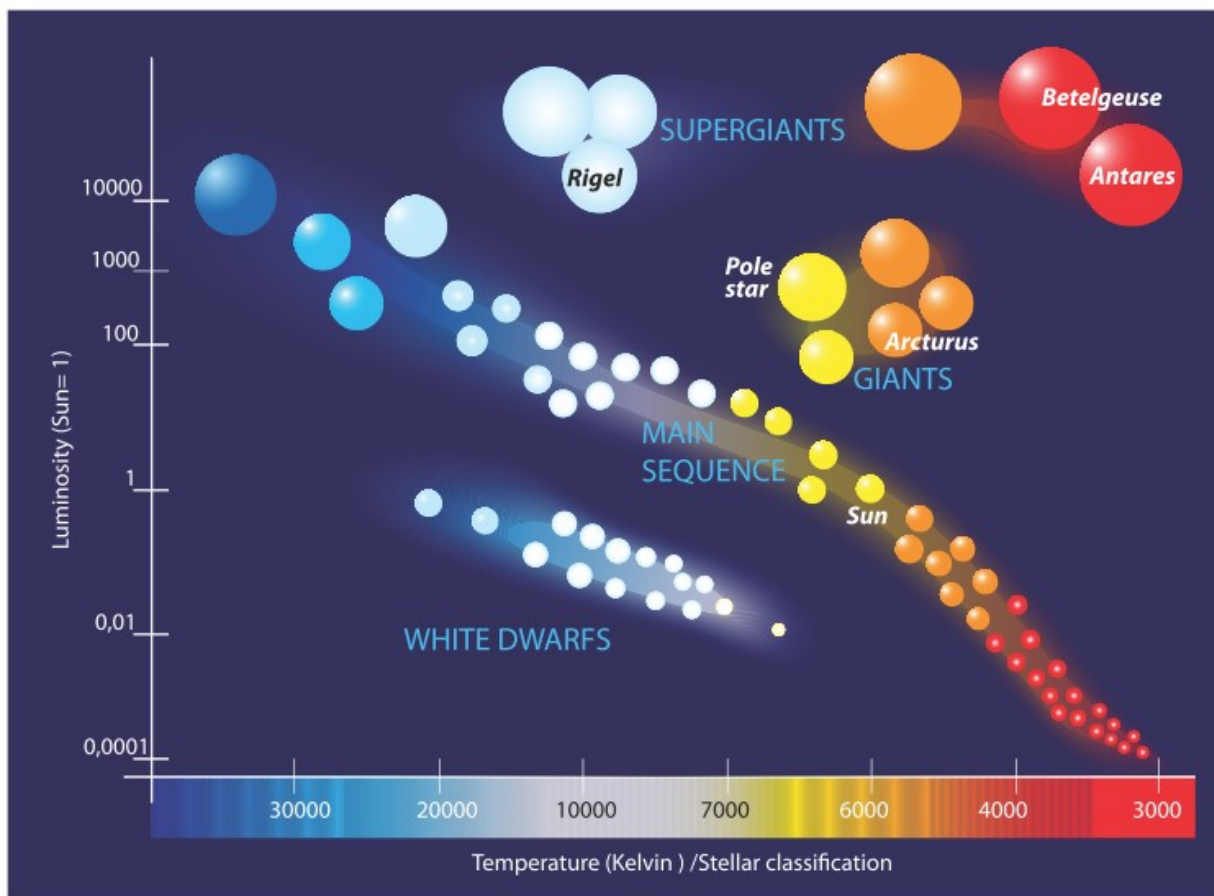 Luminosity (Sun= 1)
10000
1000
100
1
0,01
0,0001
SUPERGIANTS
Rigel
Betelgeuse
Antares
Pole
star
Arcturus
GIANTS
MAIN
SEQUENCE
Sun
WHITE DWARFS
30000 20000 10000 7000 6000 4000 3000
Temperature (Kelvin ) /Stellar classification